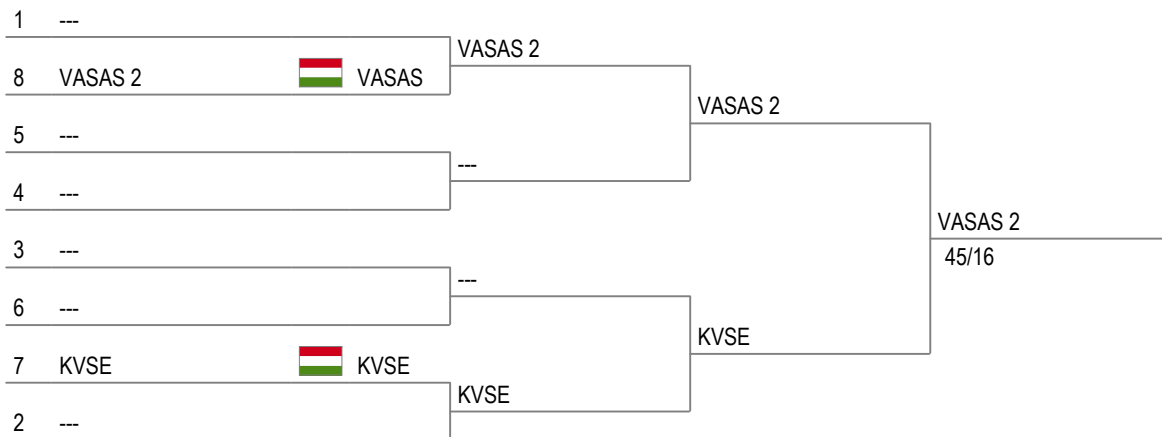 1 ---
VASAS 2
8 VASAS 2 VASAS
VASAS 2
5 ---
---
4 ---
VASAS 2
45/16
3 ---
---
6 ---
KVSE
7 KVSE KVSE
KVSE
2 ---